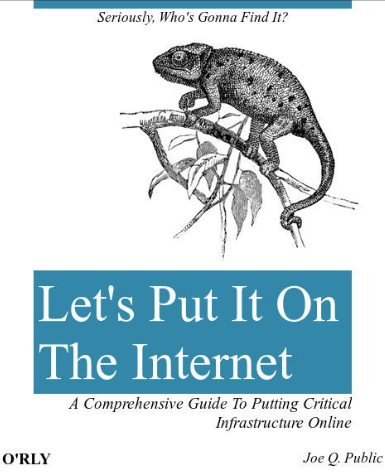 Seriously, Who's Gonna Find It?
Let's Put It On
The Internet
A Comprehensive Guide To Putting Critical
Infrastructure Online
O'RLY
Joe Q. Public